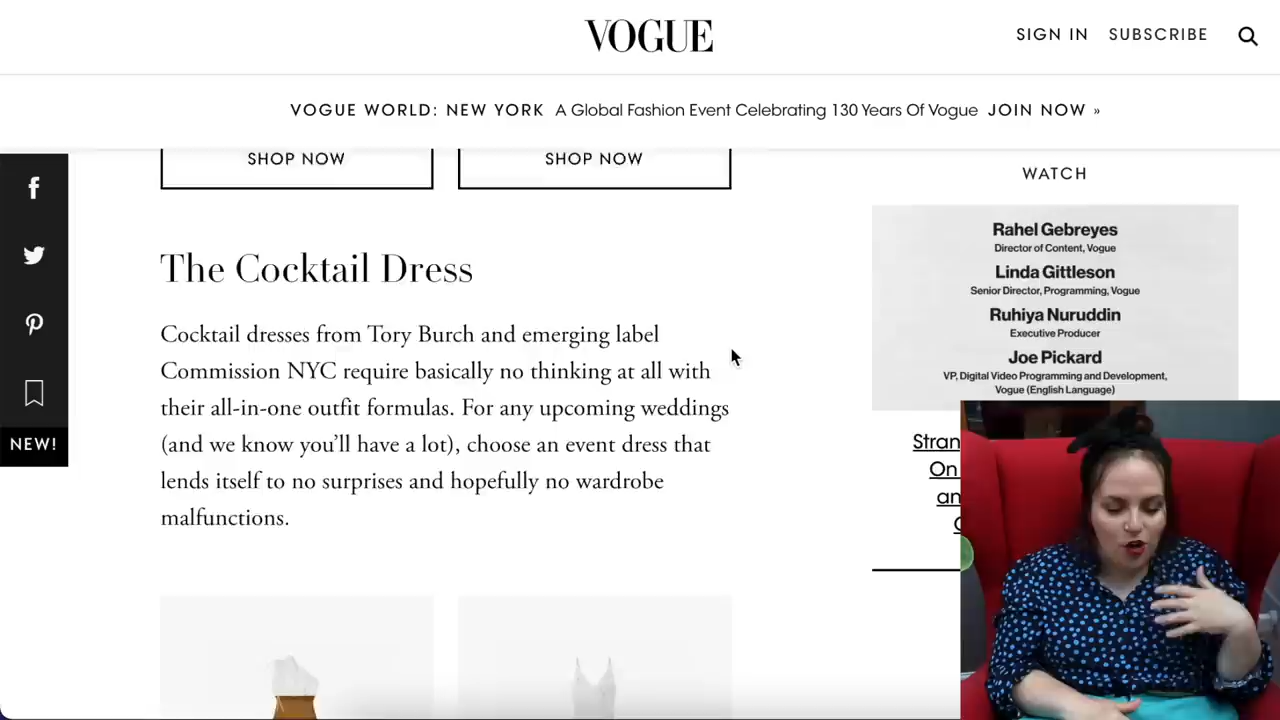 VOGUE
SIGN IN
SUBSCRIBE
VOGUE WORLD: NEW YORK A Global Fashion Event Celebrating 130 Years Of Vogue JOIN NOW »
SHOP NOW
SHOP NOW
NEW!
The Cocktail Dress
Cocktail dresses from Tory Burch and emerging label
Commission NYC require basically no thinking at all with
their all-in-one outfit formulas. For any upcoming weddings
(and we know you’ll have a lot), choose an event dress that
lends itself to no surprises and hopefully no wardrobe
malfunctions.
WATCH
Rahel Gebreyes
Director of Content, Vogue
Linda Gittleson
Senior Director, Programming, Vogue
Ruhiya Nuruddin
Executive Producer
Joe Pickard
VP, Digital Video Programming and Development,
Vogue (English Language)
Stran
On
an